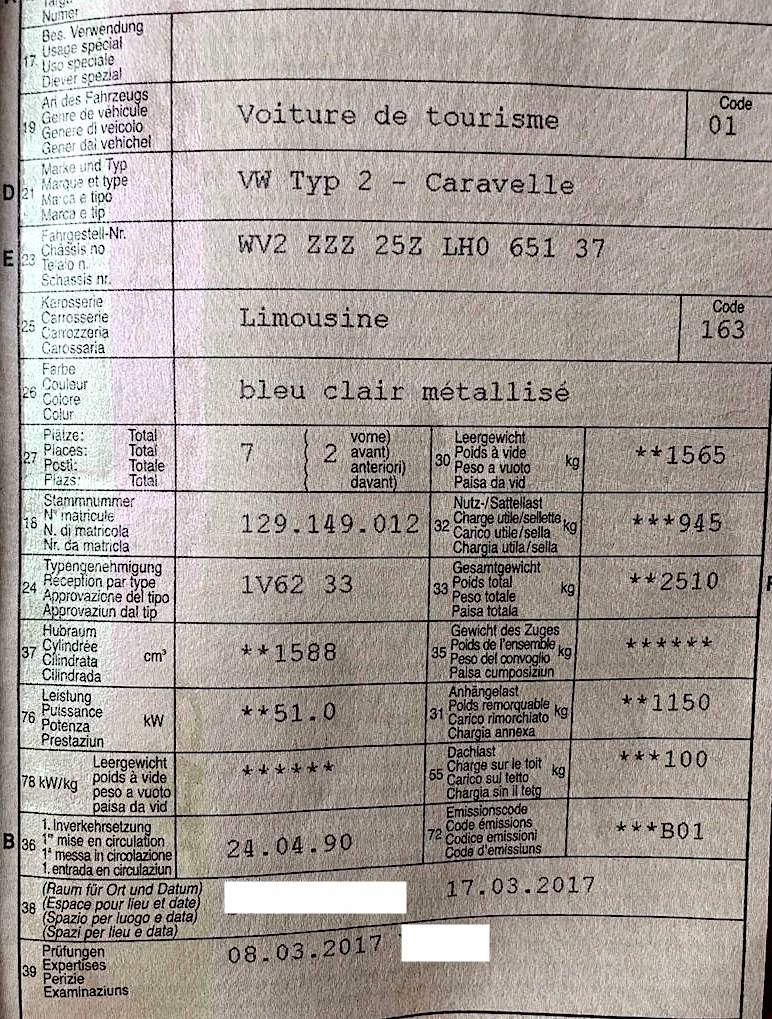 Targa
Numer
17 Bes. Verwendung
Usage spécial
Uso speciale
Diever spezial
19 Art des Fahrzeugs
Genre de véhicule
Genere di veicolo
Gener dal vehichel
Voiture de tourisme
Code
01
D 21 Marke und Typ
Marque et type
Marca e tipo
Marca e tip
VW Typ 2 - Caravelle
E 23 Fahrgestell-Nr.
Châssis no
Telaio n.
Schassis nr.
WV2 ZZZ 25Z LH0 651 37
25 Karosserie
Carrosserie
Carrozzeria
Carossaria
Limousine
Code
163
26 Farbe
Couleur
Colore
Colur
bleu clair métallisé
27 Plätze: Total
Places: Total
Posti: Totale
Plazs: Total
7 ( 2 vorne)
avant)
anteriori)
davant)
30 Leergewicht
Poids à vide
Peso a vuoto
Paisa da vid
kg
**1565
18 Stammnummer
N° matricule
N. di matricola
Nr. da matricla
129.149.012
32 Nutz-/Sattellast
Charge utile/sellette
Carico utile/sella
Chargia utila/sella
kg
***945
24 Typengenehmigung
Réception par type
Approvazione del tipo
Approvaziun dal tip
1V62 33
33 Gesamtgewicht
Poids total
Peso totale
Paisa totala
kg
**2510
37 Hubraum
Cylindrée
Cilindrata
Cilindrada
cm³
**1588
35 Gewicht des Zuges
Poids de l'ensemble
Peso del convoglio
Paisa cumposiziun
kg
******
76 Leistung
Puissance
Potenza
Prestaziun
kW
**51.0
31 Anhängelast
Poids remorquable
Carico rimorchiato
Chargia annexa
kg
**1150
78 kW/kg Leergewicht
poids à vide
peso a vuoto
paisa da vid
******
55 Dachlast
Charge sur le toit
Carico sul tetto
Chargia sin il tetg
kg
***100
B 36 1. Inverkehrsetzung
1re mise en circulation
1a messa in circolazione
1. entrada en circulaziun
24.04.90
72 Emissionscode
Code émissions
Codice emissioni
Code d'emissiuns
***B01
38 (Raum für Ort und Datum)
(Espace pour lieu et date)
(Spazio per luogo e data)
(Spazi per lieu e data)
17.03.2017
39 Prüfungen
Expertises
Perizie
Examinaziuns
08.03.2017